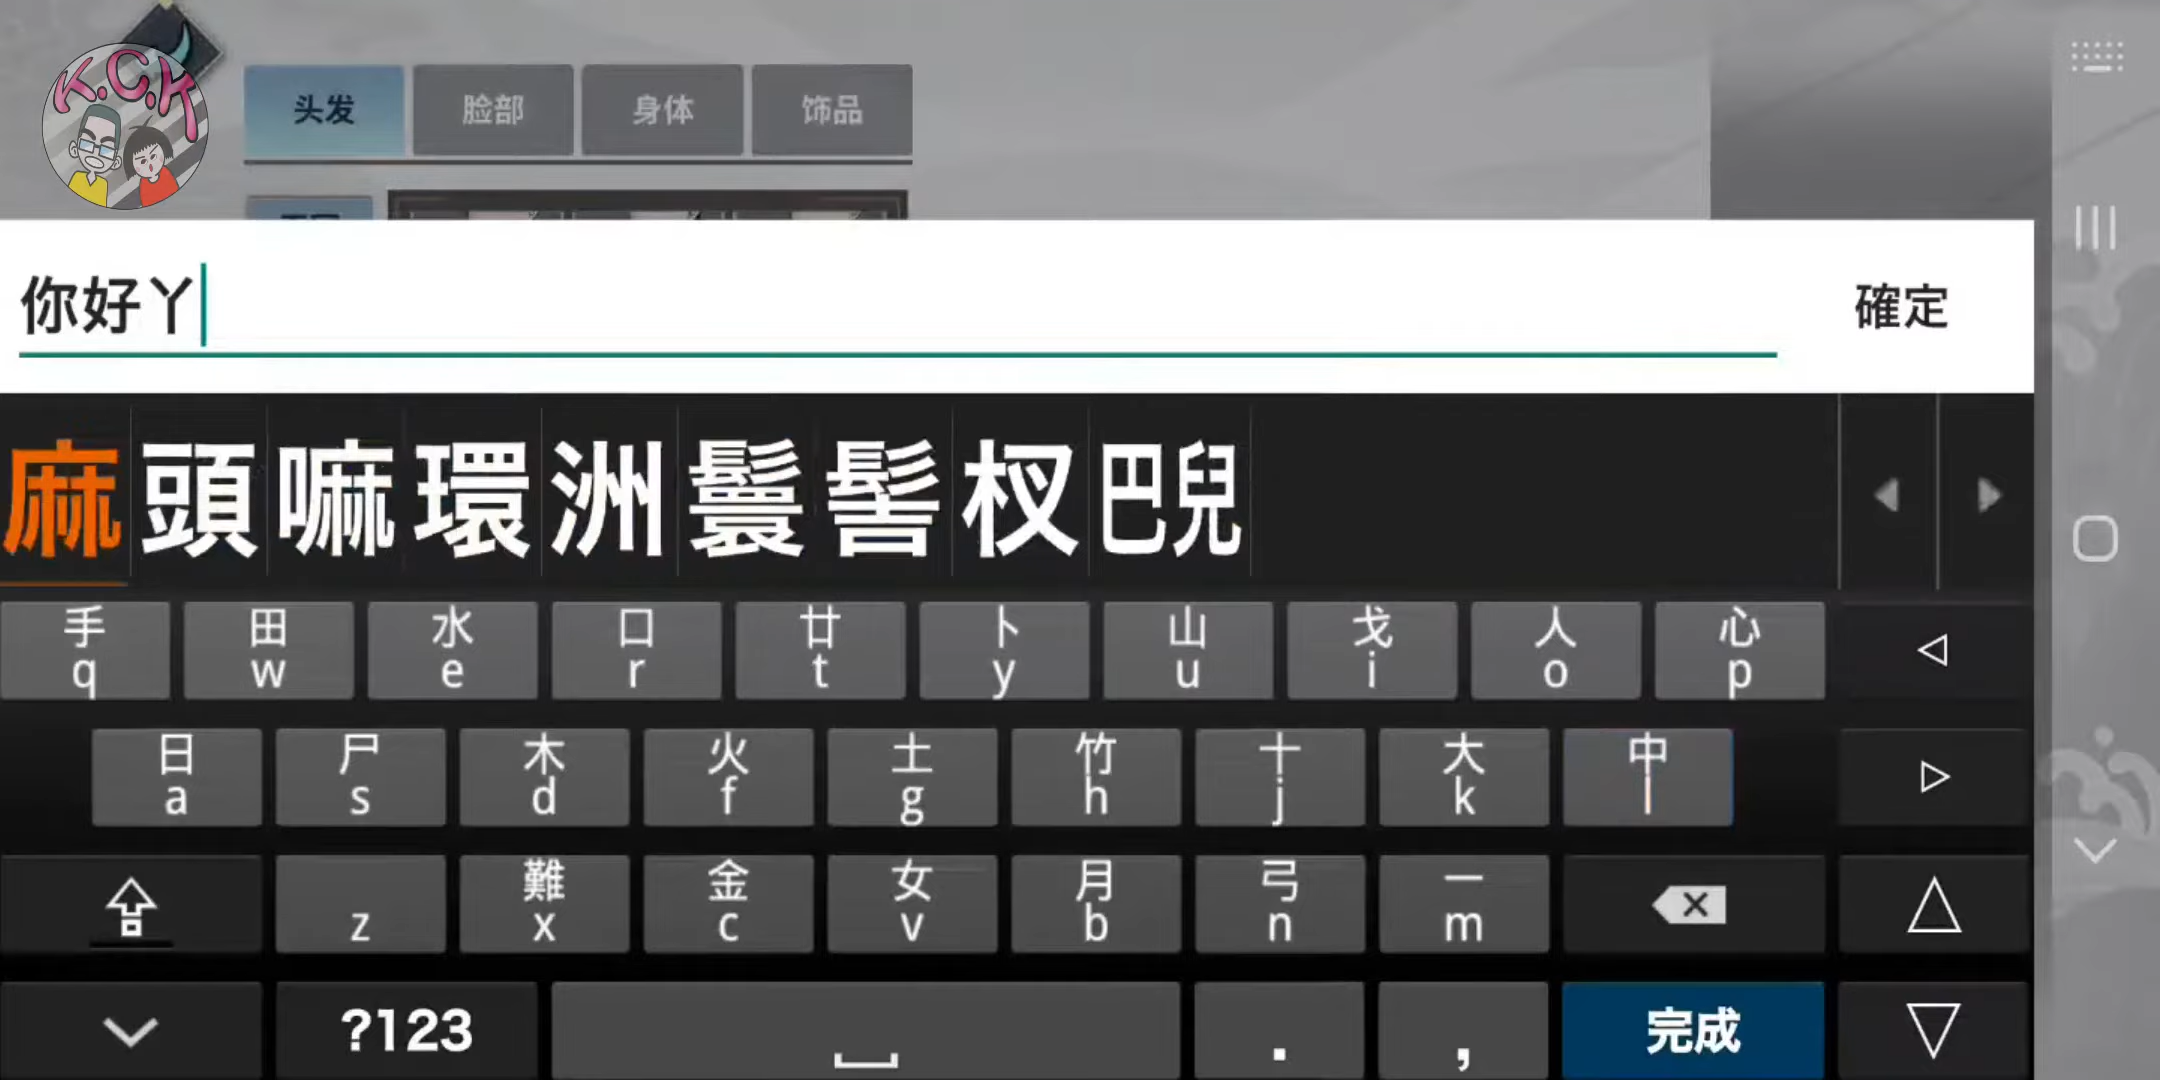 K.C.K
头发 脸部 身体 饰品
你好丫 確定
麻 頭 嘛 環 洲 鬟 髻 杈 巴兒
手 田 水 口 廿 卜 山 戈 人 心
q w e r t y u i o p
日 尸 木 火 土 竹 十 大 中
a s d f g h j k l
難 金 女 月 弓 一
z x c v b n m
?123 . , 完成